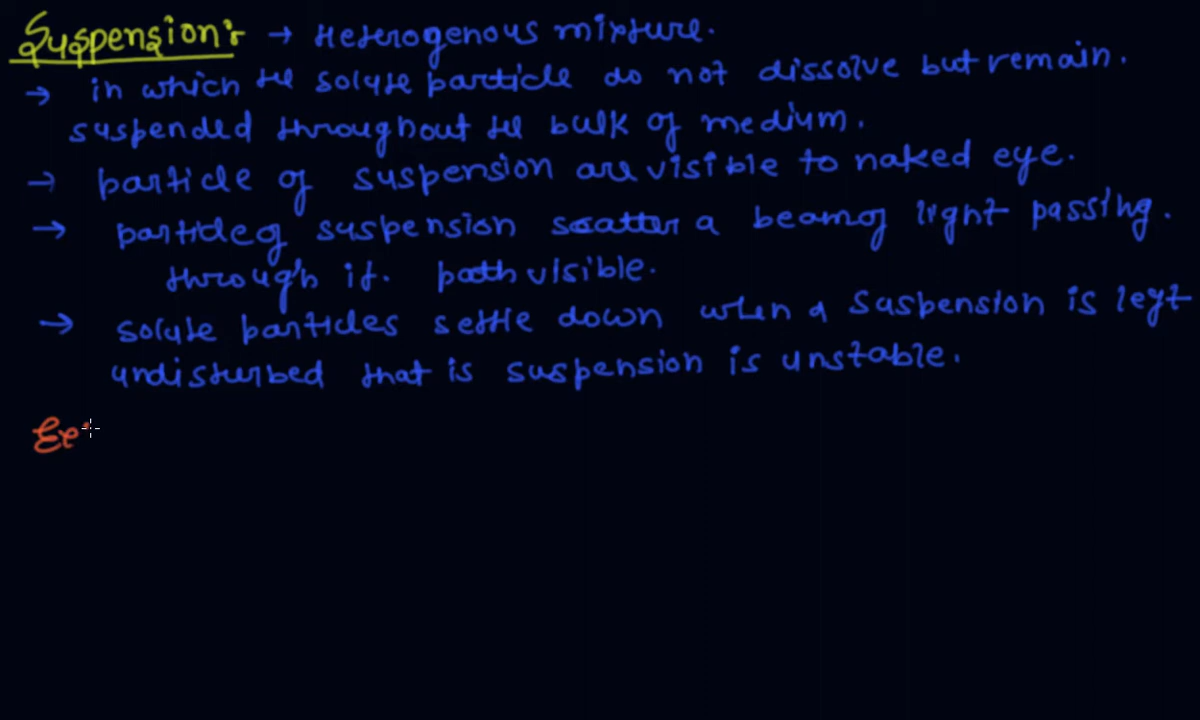 Suspension:- → Heterogenous mixture.
→ in which the solute particle do not dissolve but remain.
suspended throughout the bulk of medium.
→ particle of suspension are visible to naked eye.
→ particle of suspension scatter a beam of light passing.
through it. path visible.
→ solute particles settle down when a suspension is left
undisturbed that is suspension is unstable.